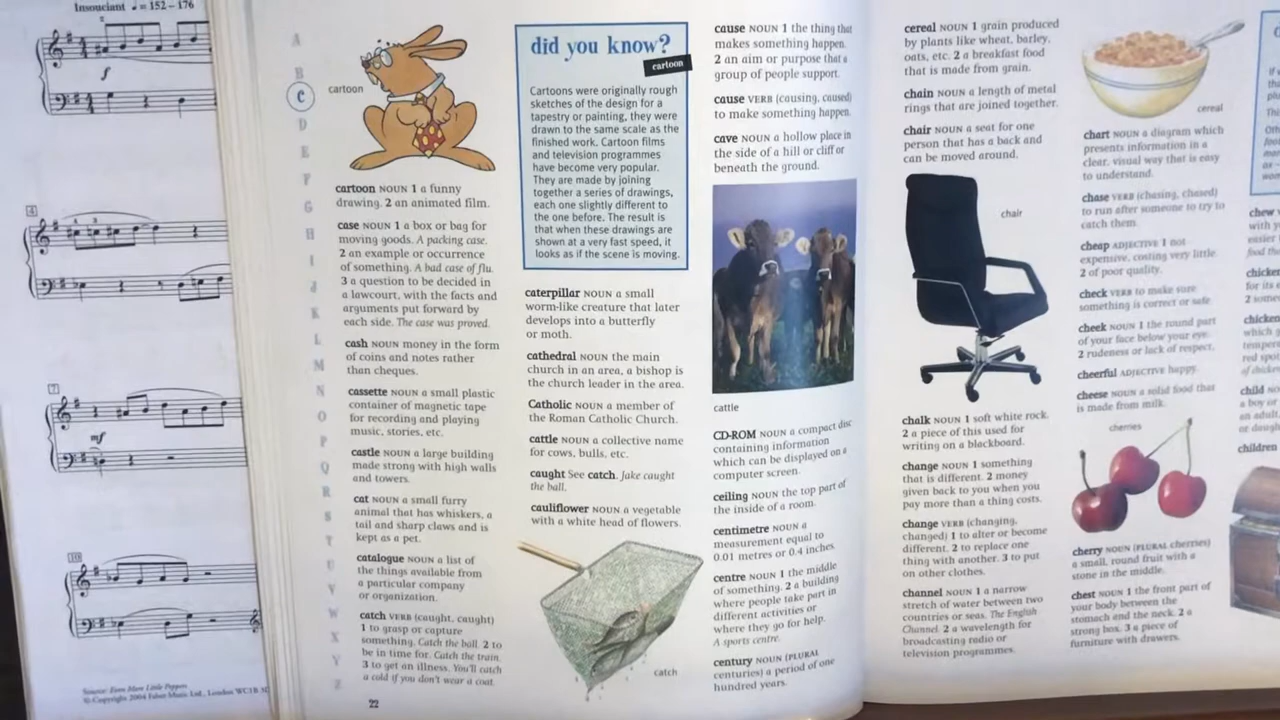 Insouciant ♩ = 152 – 176
f
4
7
mf
10
Source: Even More Little Peppers
© Copyright 2004 Faber Music Ltd., London WC1B 3D
A
B
C
D
E
F
G
H
I
J
K
L
M
N
O
P
Q
R
S
T
U
V
W
X
Y
Z
cartoon
cartoon NOUN 1 a funny
drawing. 2 an animated film.
case NOUN 1 a box or bag for
moving goods. A packing case.
2 an example or occurrence
of something. A bad case of flu.
3 a question to be decided in
a lawcourt, with the facts and
arguments put forward by
each side. The case was proved.
cash NOUN money in the form
of coins and notes rather
than cheques.
cassette NOUN a small plastic
container of magnetic tape
for recording and playing
music, stories, etc.
castle NOUN a large building
made strong with high walls
and towers.
cat NOUN a small furry
animal that has whiskers, a
tail and sharp claws and is
kept as a pet.
catalogue NOUN a list of
the things available from
a particular company
or organization.
catch VERB (caught, caught)
1 to grasp or capture
something. Catch the ball. 2 to
be in time for. Catch the train.
3 to get an illness. You'll catch
a cold if you don't wear a coat.
22
did you know?
cartoon
Cartoons were originally rough
sketches of the design for a
tapestry or painting, they were
drawn to the same scale as the
finished work. Cartoon films
and television programmes
have become very popular.
They are made by joining
together a series of drawings,
each one slightly different to
the one before. The result is
that when these drawings are
shown at a very fast speed, it
looks as if the scene is moving.
caterpillar NOUN a small
worm-like creature that later
develops into a butterfly
or moth.
cathedral NOUN the main
church in an area, a bishop is
the church leader in the area.
Catholic NOUN a member of
the Roman Catholic Church.
cattle NOUN a collective name
for cows, bulls, etc.
caught See catch. Jake caught
the ball.
cauliflower NOUN a vegetable
with a white head of flowers.
catch
cause NOUN 1 the thing that
makes something happen.
2 an aim or purpose that a
group of people support.
cause VERB (causing, caused)
to make something happen.
cave NOUN a hollow place in
the side of a hill or cliff or
beneath the ground.
cattle
CD-ROM NOUN a compact disc
containing information
which can be displayed on a
computer screen.
ceiling NOUN the top part of
the inside of a room.
centimetre NOUN a
measurement equal to
0.01 metres or 0.4 inches.
centre NOUN 1 the middle
of something. 2 a building
where people take part in
different activities or
where they go for help.
A sports centre.
century NOUN (PLURAL
centuries) a period of one
hundred years.
cereal NOUN 1 grain produced
by plants like wheat, barley,
oats, etc. 2 a breakfast food
that is made from grain.
chain NOUN a length of metal
rings that are joined together.
chair NOUN a seat for one
person that has a back and
can be moved around.
chair
chalk NOUN 1 soft white rock.
2 a piece of this used for
writing on a blackboard.
change NOUN 1 something
that is different. 2 money
given back to you when you
pay more than a thing costs.
change VERB (changing,
changed) 1 to alter or become
different. 2 to replace one
thing with another. 3 to put
on other clothes.
channel NOUN 1 a narrow
stretch of water between two
countries or seas. The English
Channel. 2 a wavelength for
broadcasting radio or
television programmes.
cereal
chart NOUN a diagram which
presents information in a
clear, visual way that is easy
to understand.
chase VERB (chasing, chased)
to run after someone to try to
catch them.
cheap ADJECTIVE 1 not
expensive, costing very little.
2 of poor quality.
check VERB to make sure
something is correct or safe.
cheek NOUN 1 the round part
of your face below your eye.
2 rudeness or lack of respect.
cheerful ADJECTIVE happy.
cheese NOUN a solid food that
is made from milk.
cherries
cherry NOUN (PLURAL cherries)
a small, round fruit with a
stone in the middle.
chest NOUN 1 the front part of
your body between the
stomach and the neck. 2 a
strong box. 3 a piece of
furniture with drawers.
chew
with
easier
food
chicken
for its
2
chicken
which
red
child
a boy or
an
or
children